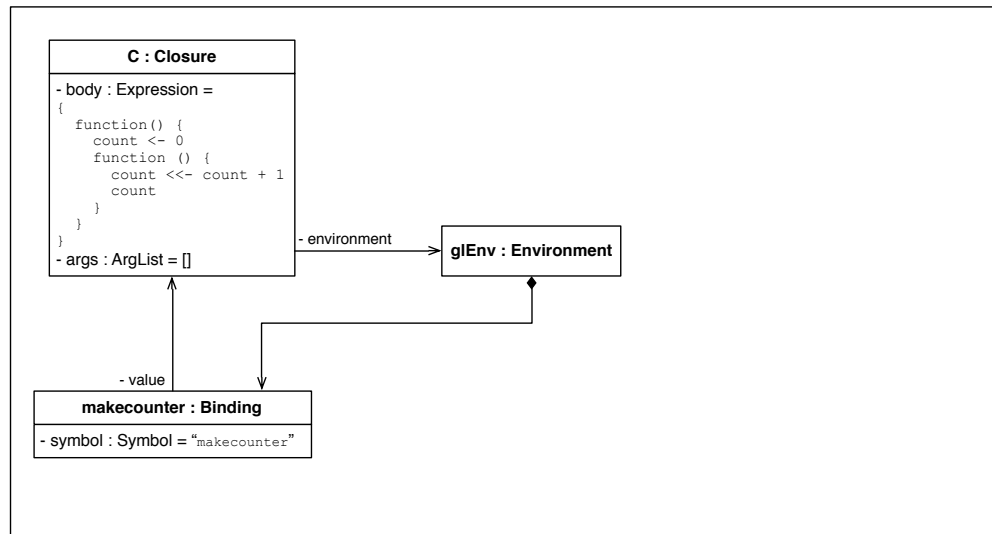 C : Closure
- body : Expression =
{
  function() {
    count <- 0
    function () {
      count <<- count + 1
      count
    }
  }
}
- args : ArgList = []
- environment
glEnv : Environment
- value
makecounter : Binding
- symbol : Symbol = “makecounter”